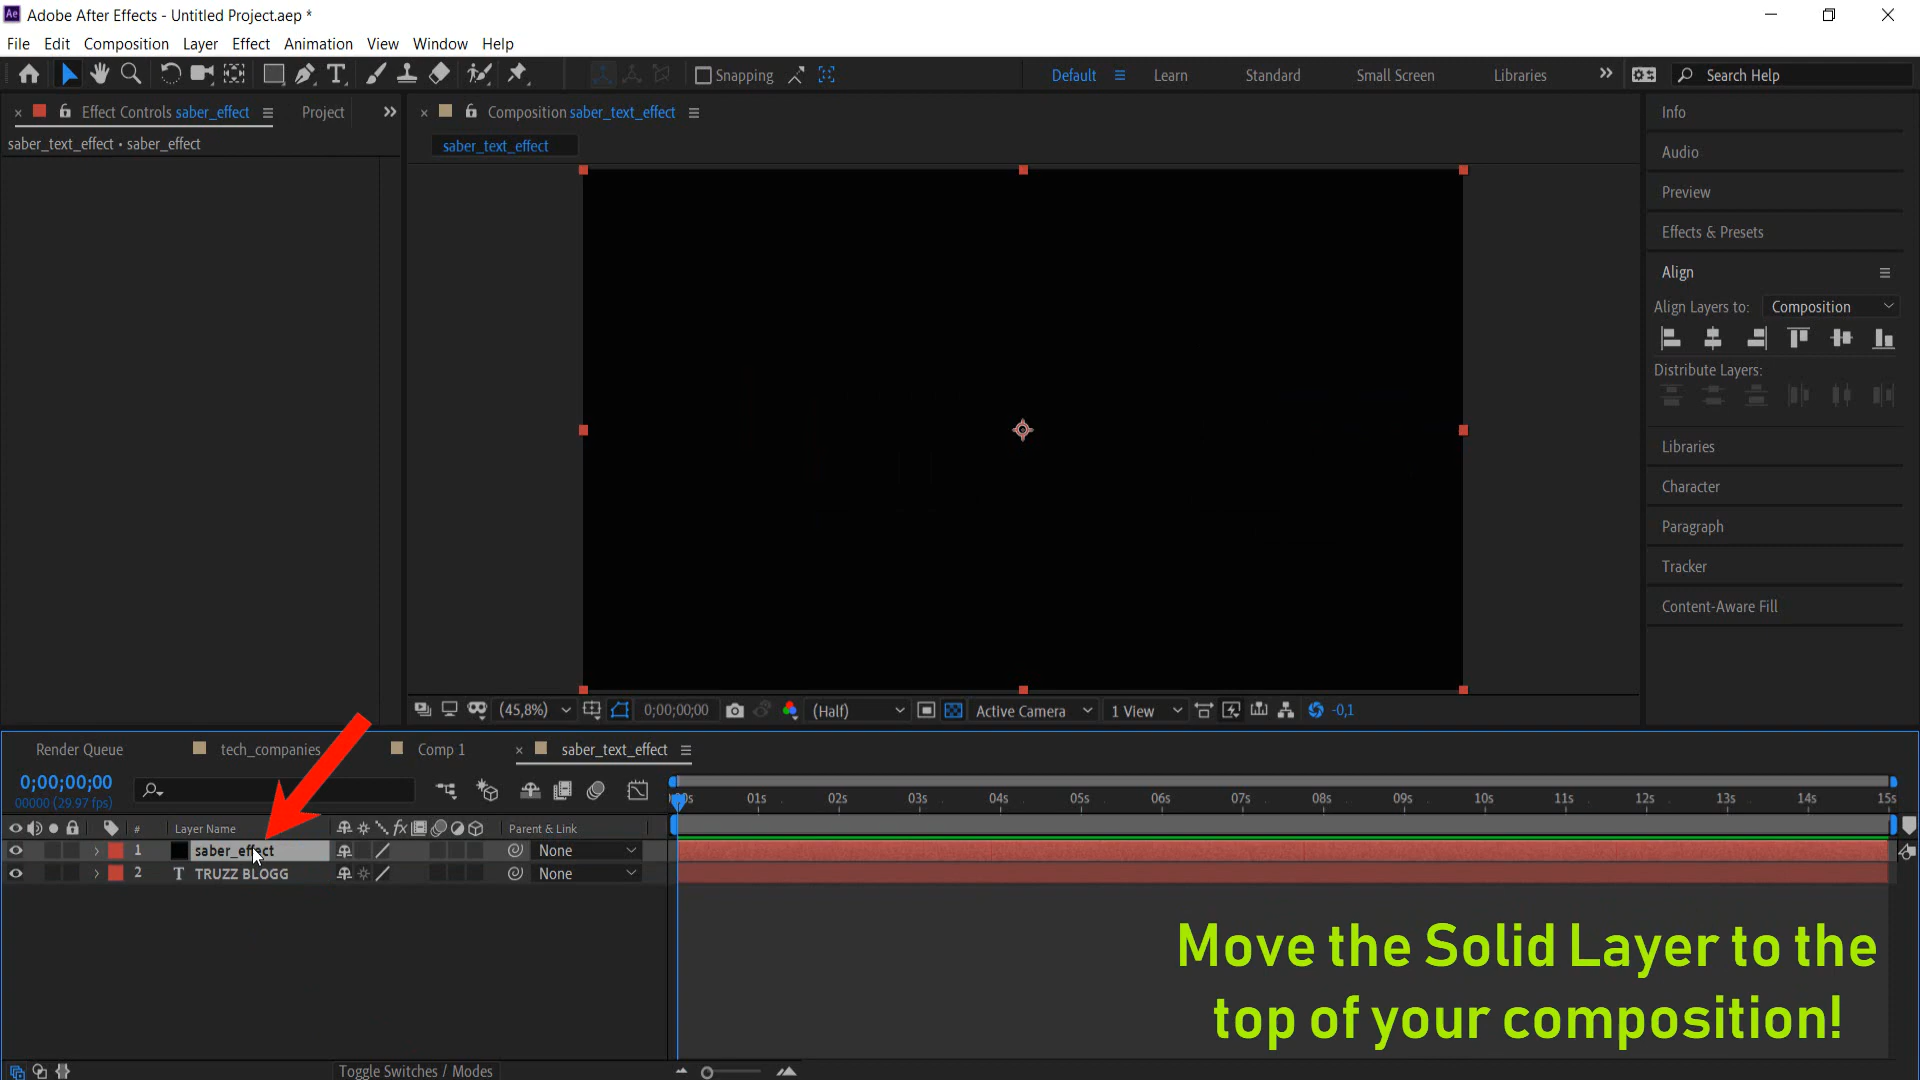 Ae Adobe After Effects - Untitled Project.aep *
File Edit Composition Layer Effect Animation View Window Help
Snapping Default Learn Standard Small Screen Libraries Search Help
Effect Controls saber_effect Project
saber_text_effect • saber_effect
Composition saber_text_effect
saber_text_effect
Info
Audio
Preview
Effects & Presets
Align
Align Layers to: Composition
Distribute Layers:
Libraries
Character
Paragraph
Tracker
Content-Aware Fill
(45,8%) 0;00;00;00 (Half) Active Camera 1 View -0,1
Render Queue tech_companies Comp 1 saber_text_effect
0;00;00;00
00000 (29.97 fps)
01s 02s 03s 04s 05s 06s 07s 08s 09s 10s 11s 12s 13s 14s 15s
# Layer Name fx Parent & Link
1 saber_effect None
2 T TRUZZ BLOGG None
Move the Solid Layer to the
top of your composition!
Toggle Switches / Modes